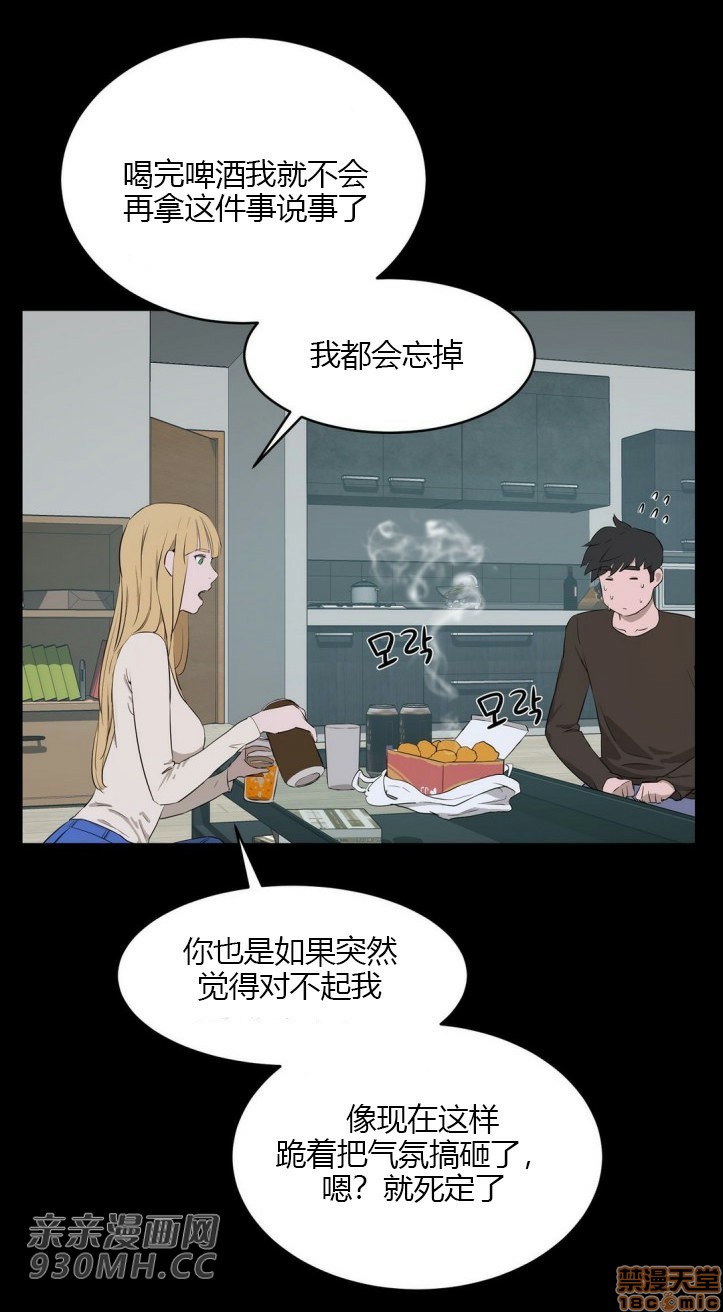 喝完啤酒我就不会
再拿这件事说事了
我都会忘掉
모락
모락
你也是如果突然
觉得对不起我
像现在这样
跪着把气氛搞砸了，
嗯？就死定了
亲亲漫画网
930MH.CC
禁漫天堂
18comic